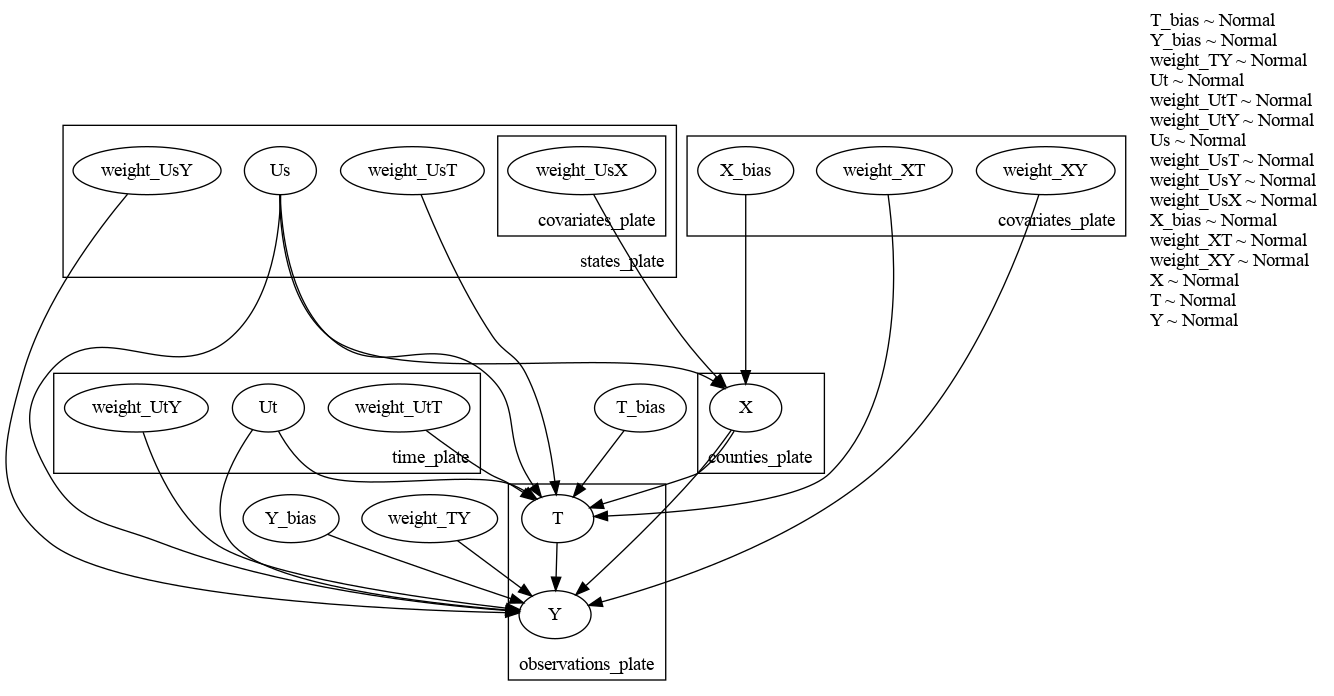 T_bias ~ Normal
Y_bias ~ Normal
weight_TY ~ Normal
Ut ~ Normal
weight_UtT ~ Normal
weight_UtY ~ Normal
Us ~ Normal
weight_UsT ~ Normal
weight_UsY ~ Normal
weight_UsX ~ Normal
X_bias ~ Normal
weight_XT ~ Normal
weight_XY ~ Normal
X ~ Normal
T ~ Normal
Y ~ Normal
weight_UsY
Us
weight_UsT
weight_UsX
X_bias
weight_XT
weight_XY
covariates_plate
covariates_plate
states_plate
weight_UtY
Ut
weight_UtT
T_bias
X
time_plate
counties_plate
Y_bias
weight_TY
T
Y
observations_plate